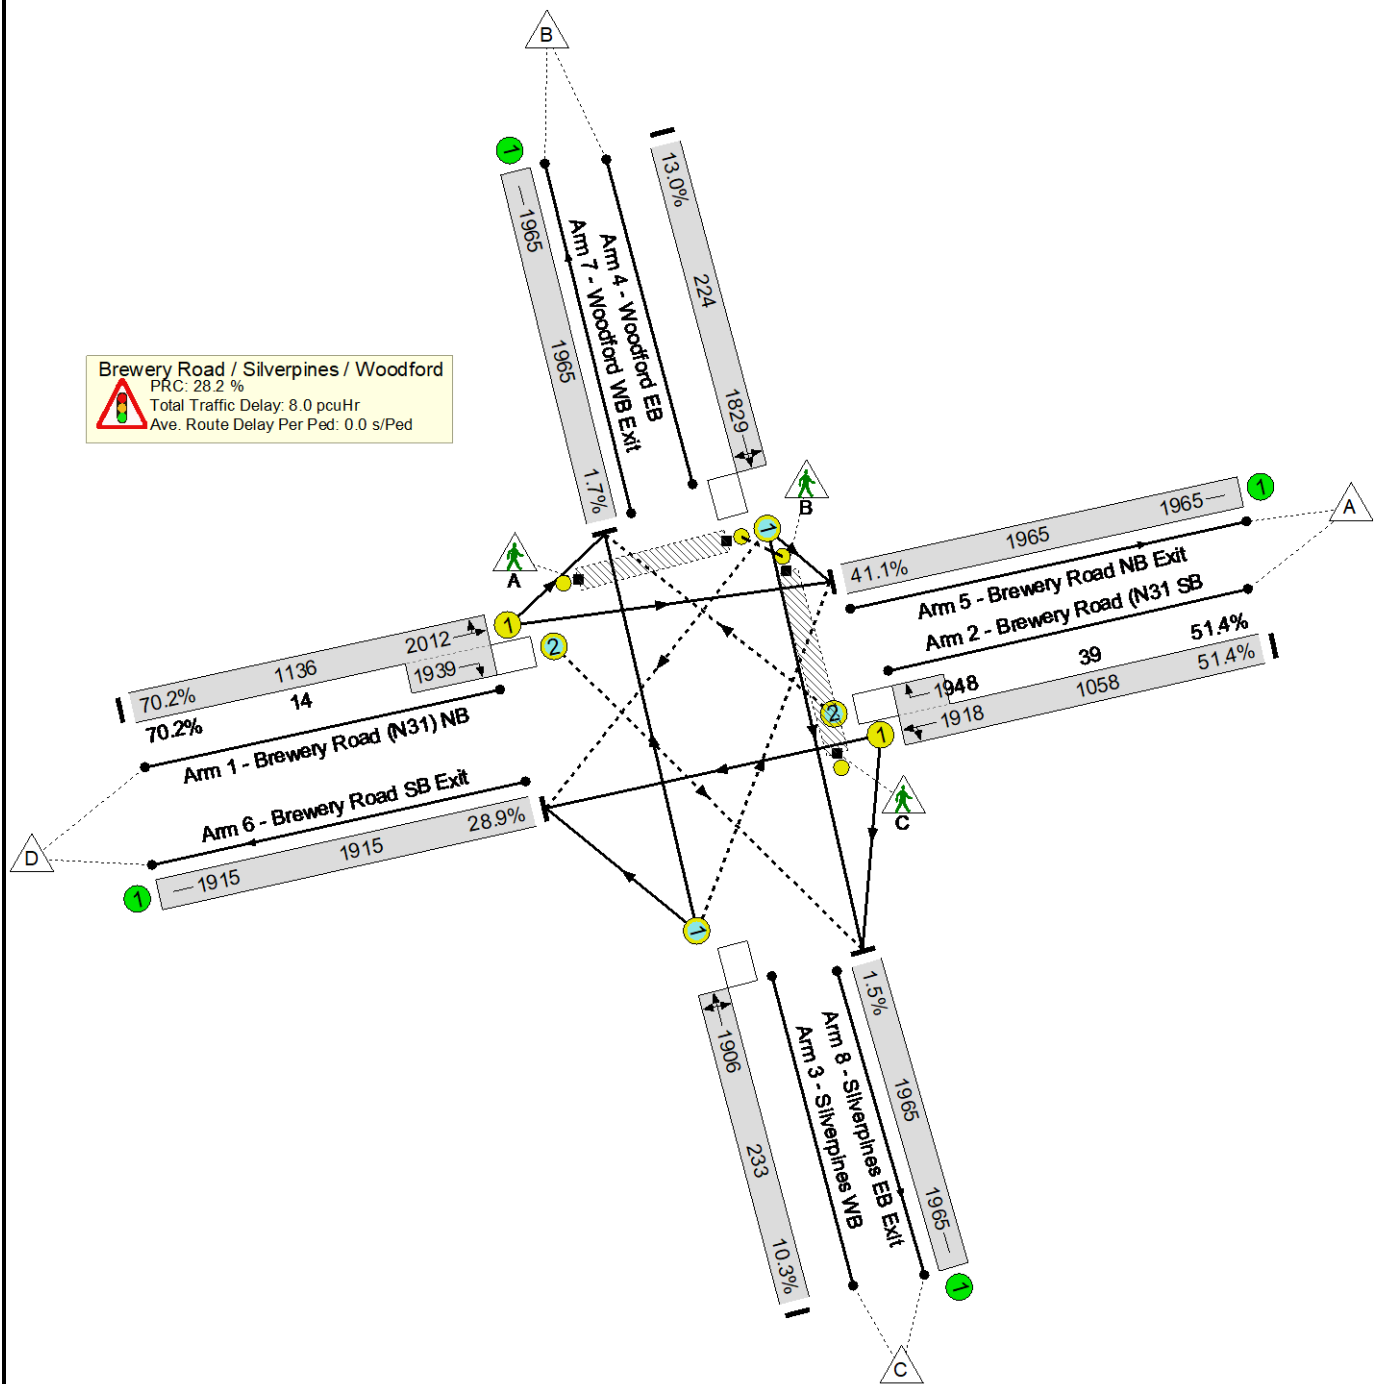 B
1
1965
1965
1.7%
Arm 7 - Woodford WB Exit
Arm 4 - Woodford EB
13.0%
224
1829
Brewery Road / Silverpines / Woodford
PRC: 28.2 %
Total Traffic Delay: 8.0 pcuHr
Ave. Route Delay Per Ped: 0.0 s/Ped
A
B
1
1
A
1965
1965
41.1%
Arm 5 - Brewery Road NB Exit
Arm 2 - Brewery Road (N31 SB
51.4%
39
51.4%
1058
1948
1918
1
2
2
1
2012
1136
70.2%
1939
14
70.2%
Arm 1 - Brewery Road (N31) NB
Arm 6 - Brewery Road SB Exit
28.9%
1915
1915
D
1
C
1
1906
233
10.3%
Arm 3 - Silverpines WB
Arm 8 - Silverpines EB Exit
1.5%
1965
1965
1
C